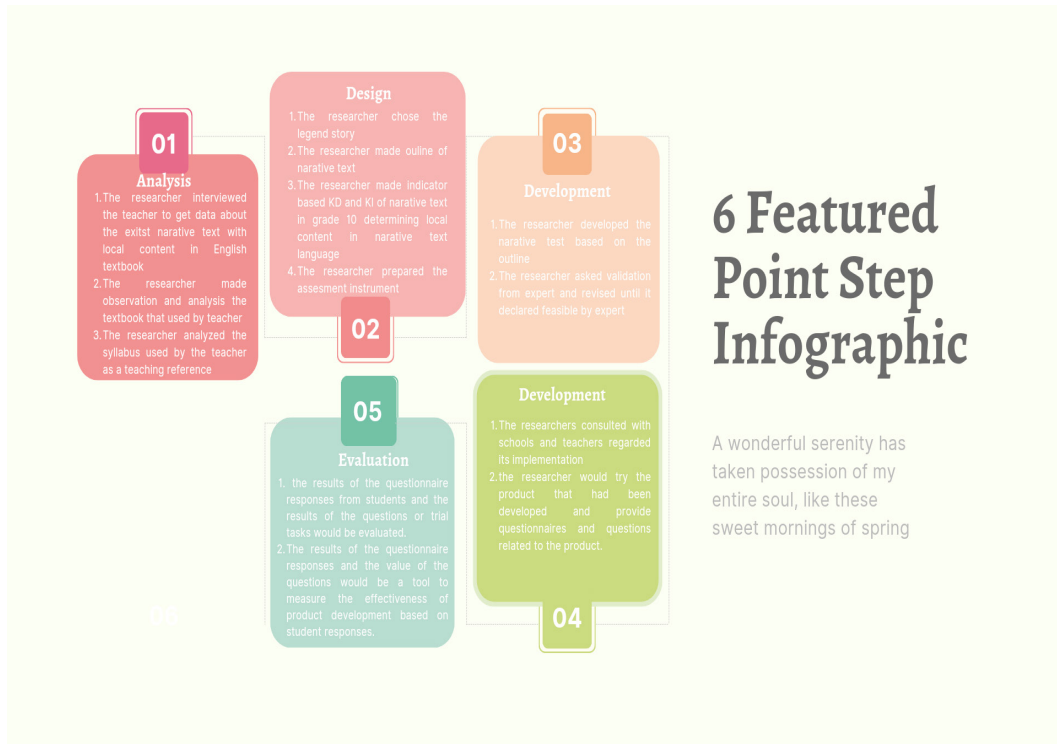 01
Analysis
1.The researcher interviewed
the teacher to get data about
the exitst narative text with
local content in English
textbook
2.The researcher made
observation and analysis the
textbook that used by teacher
3.The researcher analyzed the
syllabus used by the teacher
as a teaching reference
Design
1.The researcher chose the
legend story
2.The researcher made ouline of
narative text
3.The researcher made indicator
based KD and KI of narative text
in grade 10 determining local
content in narative text
language
4.The researcher prepared the
assesment instrument
02
03
Development
1.The researcher developed the
narative test based on the
outline
2.The researcher asked validation
from expert and revised until it
declared feasible by expert
Development
1.The researchers consulted with
schools and teachers regarded
its implementation
2.the researcher would try the
product that had been
developed and provide
questionnaires and questions
related to the product.
04
05
Evaluation
1. the results of the questionnaire
responses from students and the
results of the questions or trial
tasks would be evaluated.
2.The results of the questionnaire
responses and the value of the
questions would be a tool to
measure the effectiveness of
product development based on
student responses.
06
6 Featured
Point Step
Infographic
A wonderful serenity has
taken possession of my
entire soul, like these
sweet mornings of spring